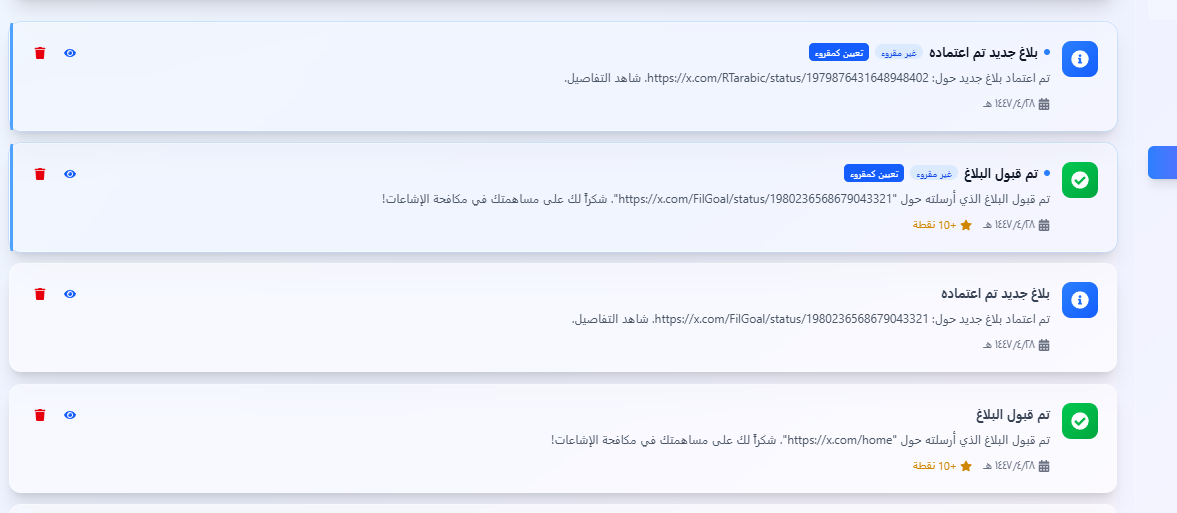 بلاغ جديد تم اعتماده غير مقروء تعيين كمقروء
تم اعتماد بلاغ جديد حول: https://x.com/RTarabic/status/1979876431648948402. شاهد التفاصيل.
١٤٤٧/٤/٢٨ هـ
تم قبول البلاغ غير مقروء تعيين كمقروء
تم قبول البلاغ الذي أرسلته حول "https://x.com/FilGoal/status/1980236568679043321". شكراً لك على مساهمتك في مكافحة الإشاعات!
١٤٤٧/٤/٢٨ هـ +10 نقطة
بلاغ جديد تم اعتماده
تم اعتماد بلاغ جديد حول: https://x.com/FilGoal/status/1980236568679043321. شاهد التفاصيل.
١٤٤٧/٤/٢٨ هـ
تم قبول البلاغ
تم قبول البلاغ الذي أرسلته حول "https://x.com/home". شكراً لك على مساهمتك في مكافحة الإشاعات!
١٤٤٧/٤/٢٨ هـ +10 نقطة